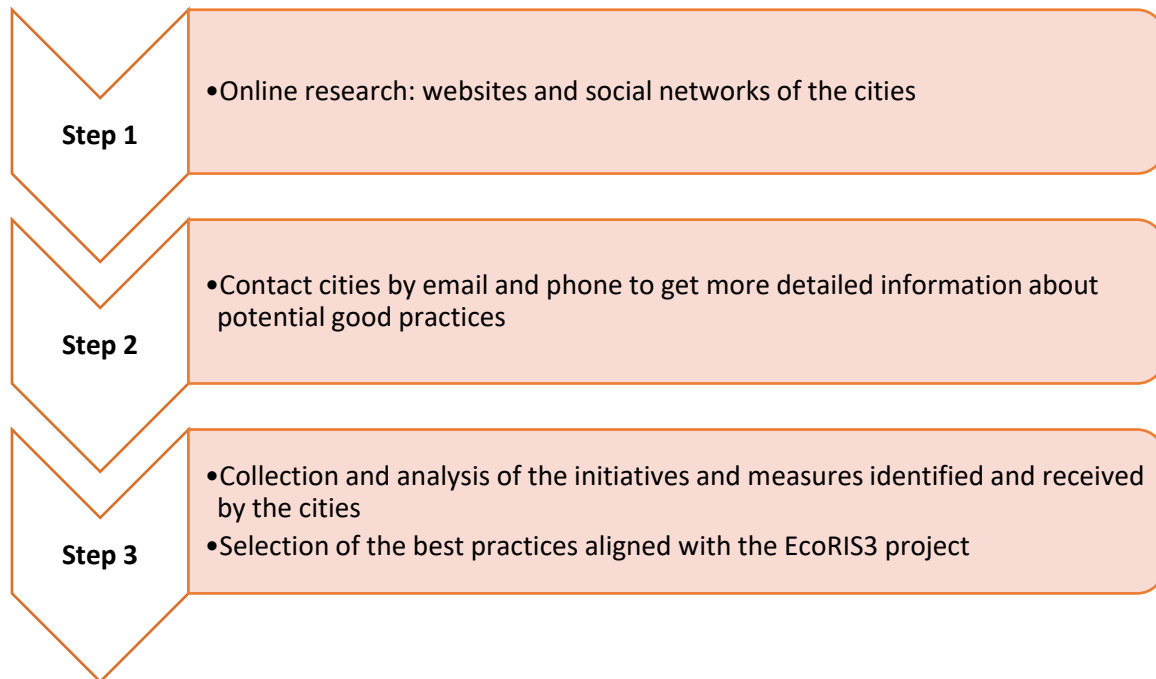 Step 1
•Online research: websites and social networks of the cities
Step 2
•Contact cities by email and phone to get more detailed information about
potential good practices
Step 3
•Collection and analysis of the initiatives and measures identified and received
by the cities
•Selection of the best practices aligned with the EcoRIS3 project